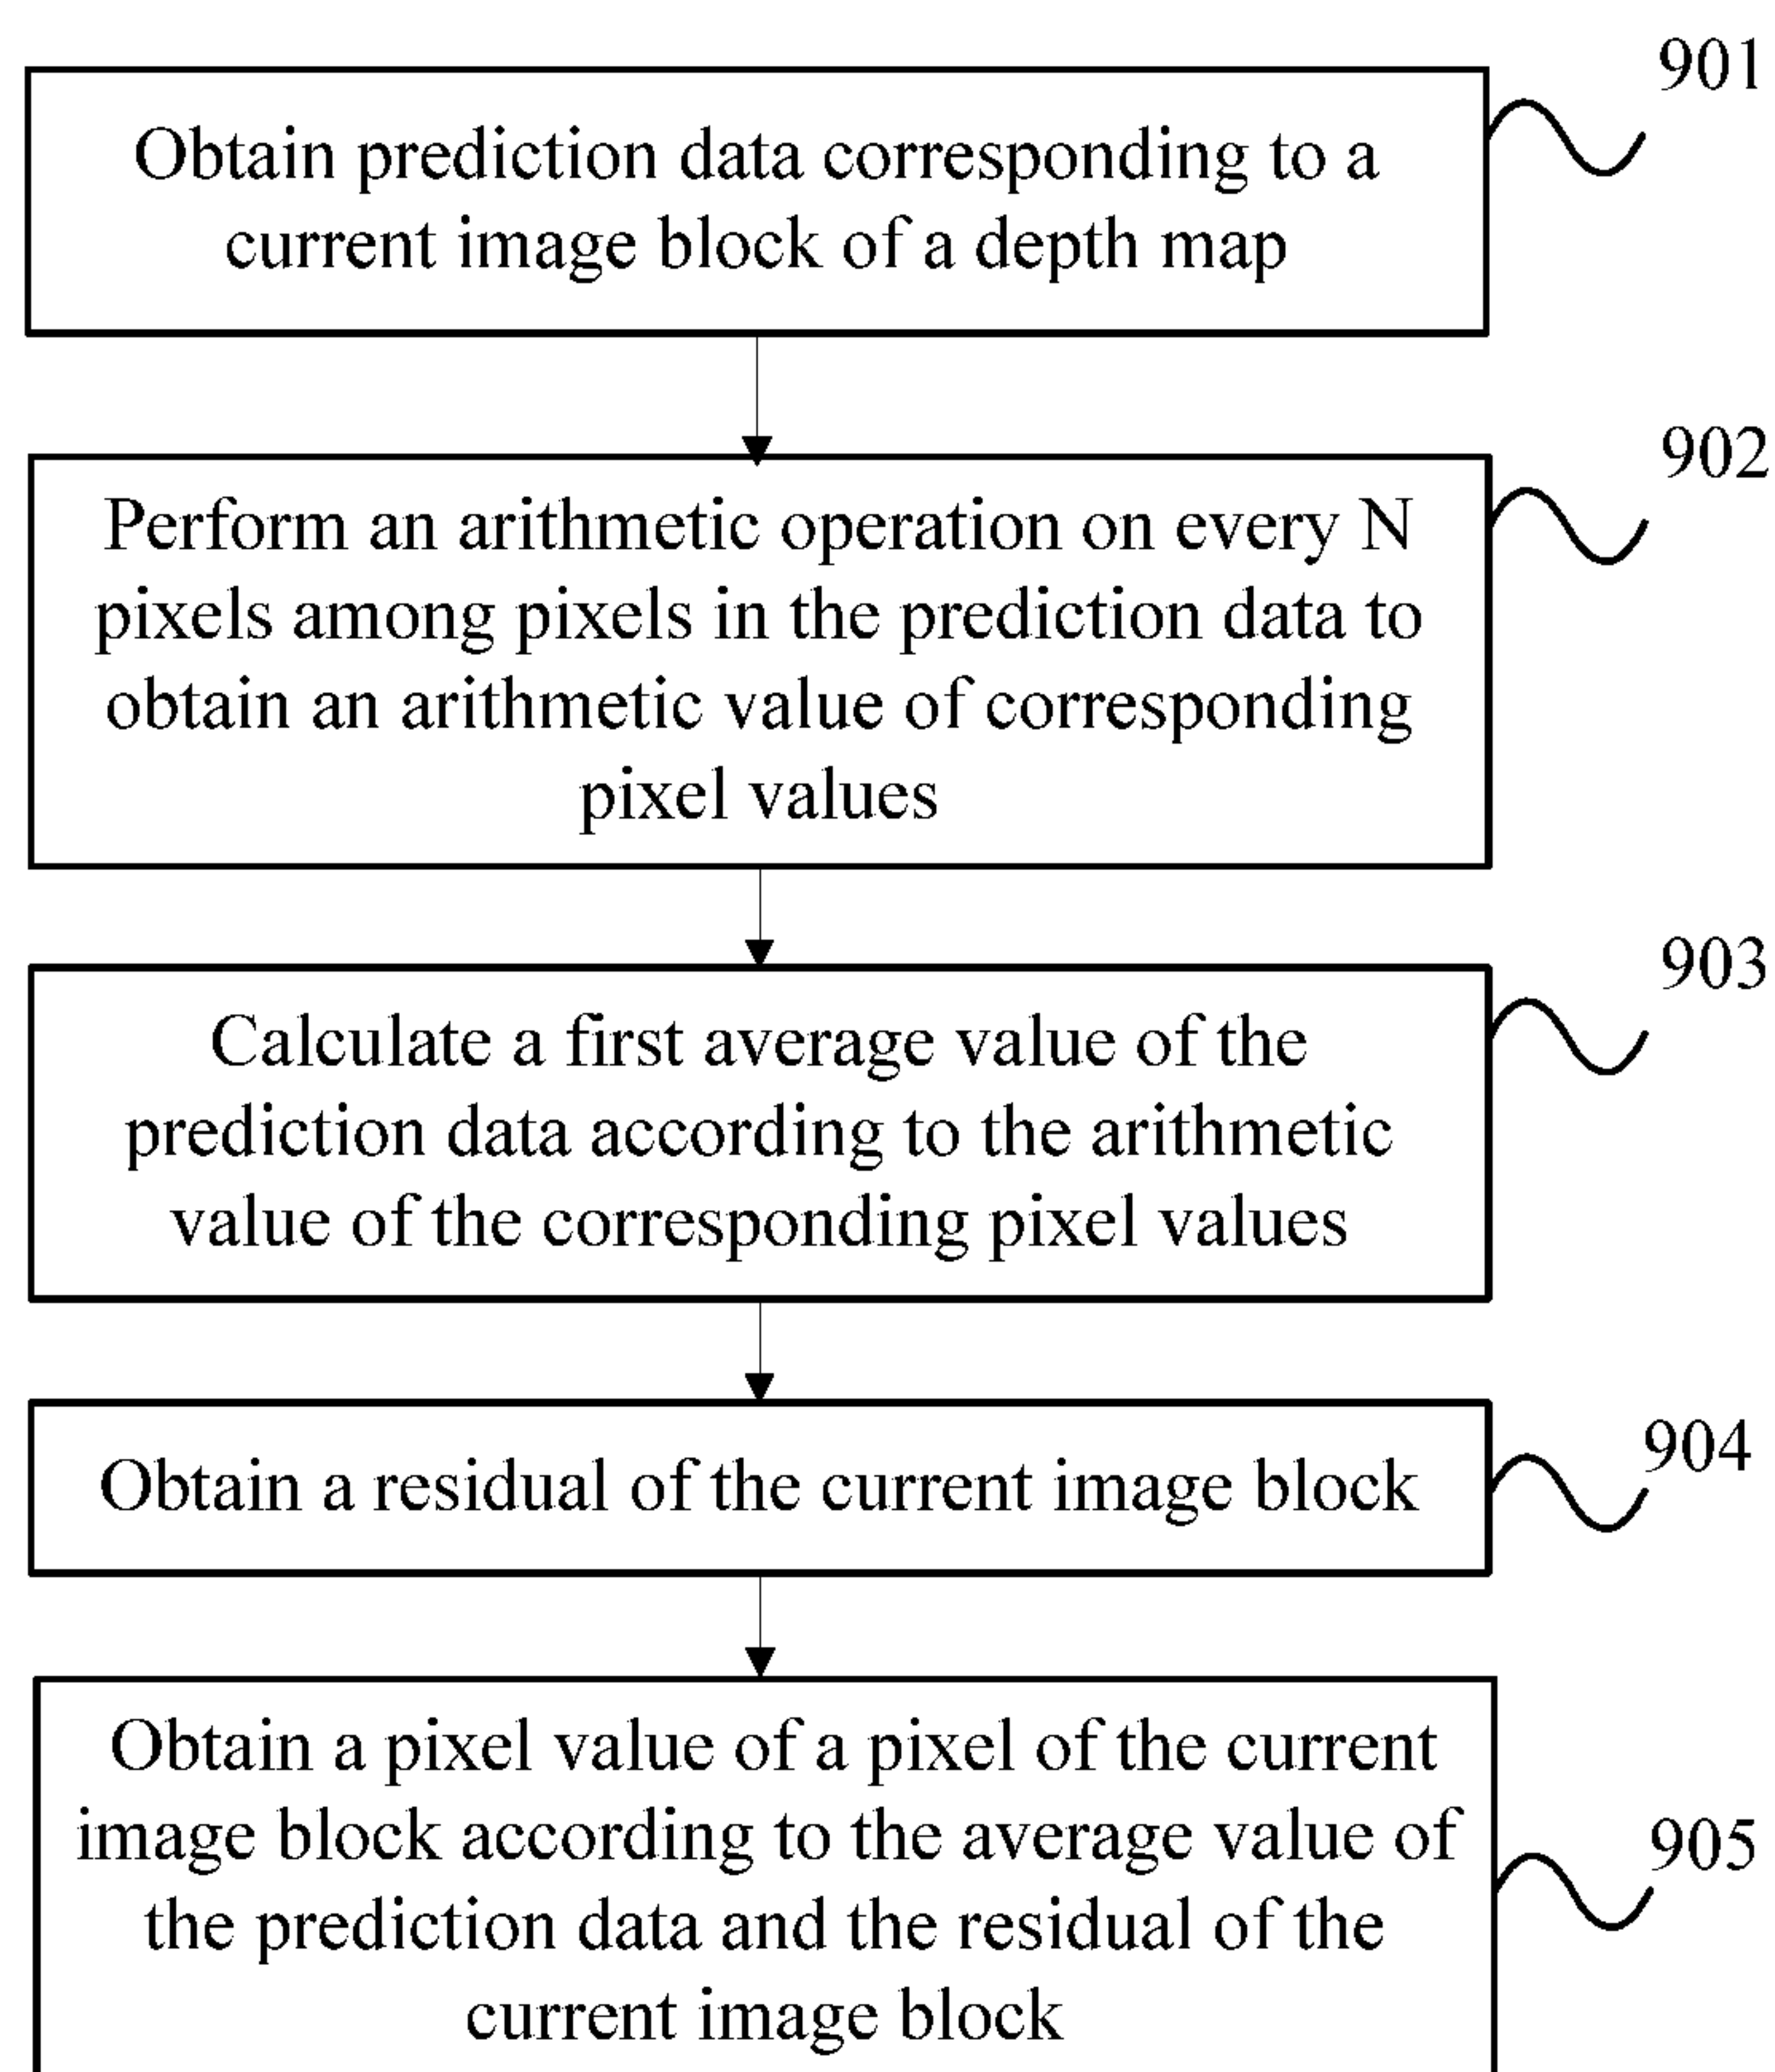 901
Obtain prediction data corresponding to a
current image block of a depth map
902
Perform an arithmetic operation on every N
pixels among pixels in the prediction data to
obtain an arithmetic value of corresponding
pixel values
903
Calculate a first average value of the
prediction data according to the arithmetic
value of the corresponding pixel values
904
Obtain a residual of the current image block
905
Obtain a pixel value of a pixel of the current
image block according to the average value of
the prediction data and the residual of the
current image block